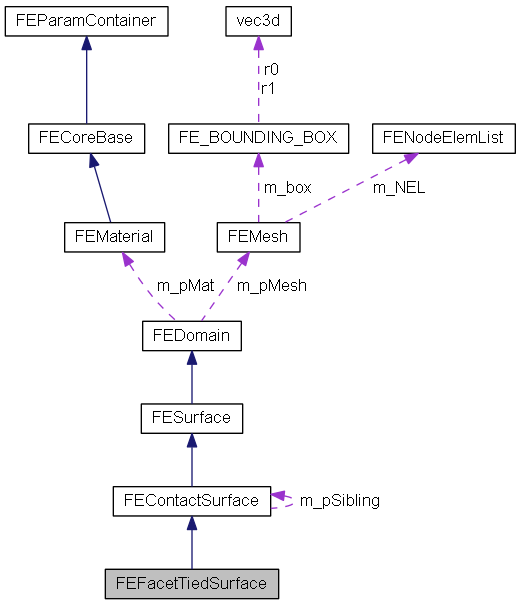 FEParamContainer
vec3d
r0
r1
FECoreBase
FE_BOUNDING_BOX
FENodeElemList
m_box
m_NEL
FEMaterial
FEMesh
m_pMat
m_pMesh
FEDomain
FESurface
FEContactSurface
m_pSibling
FEFacetTiedSurface